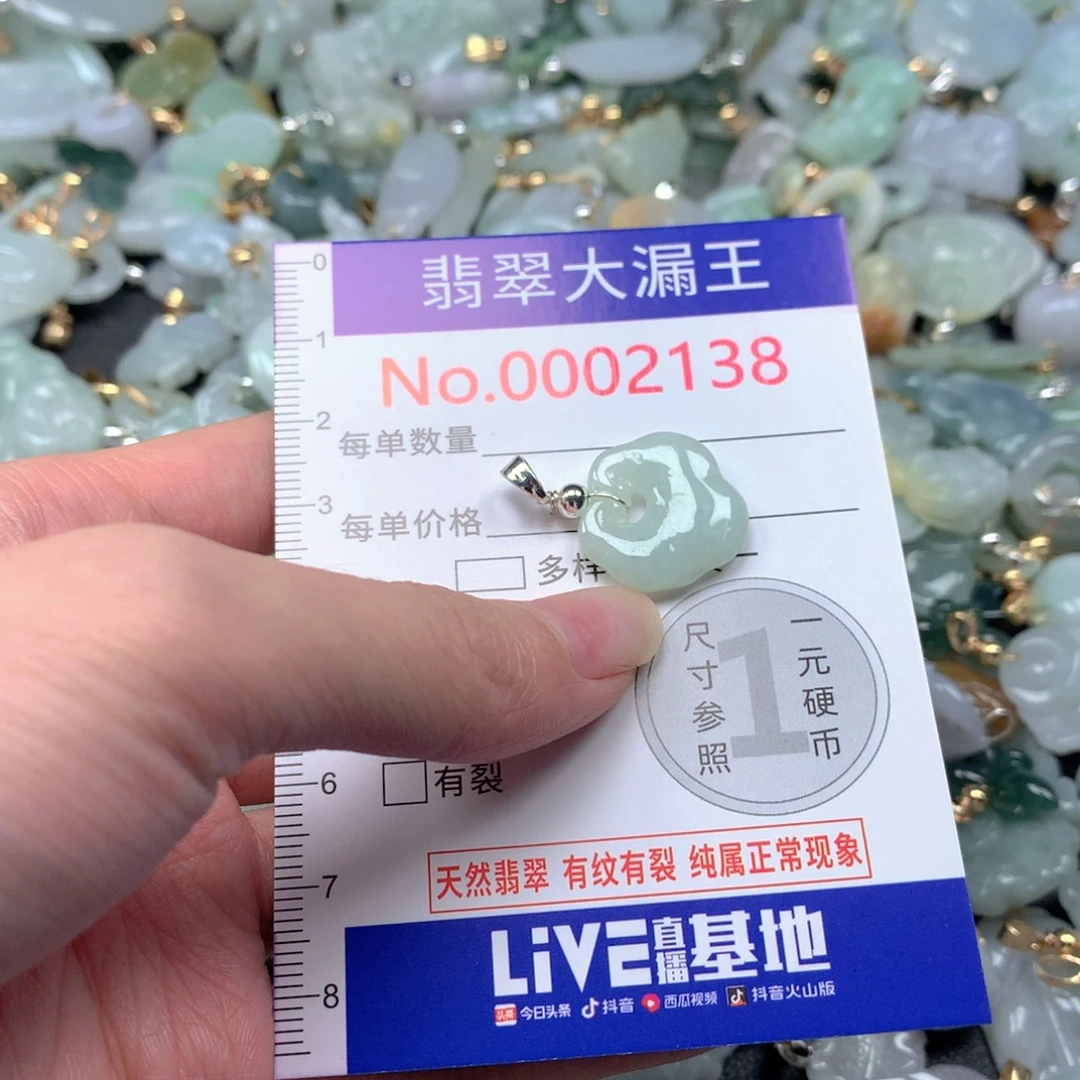 翡翠大漏王
No.0002138
每单数量
每单价格
多样
尺寸参照
1
一元硬币
有裂
天然翡翠 有纹有裂 纯属正常现象
LiVE直播基地
头条 今日头条 抖音 西瓜视频 抖音火山版
0
1
2
3
6
7
8